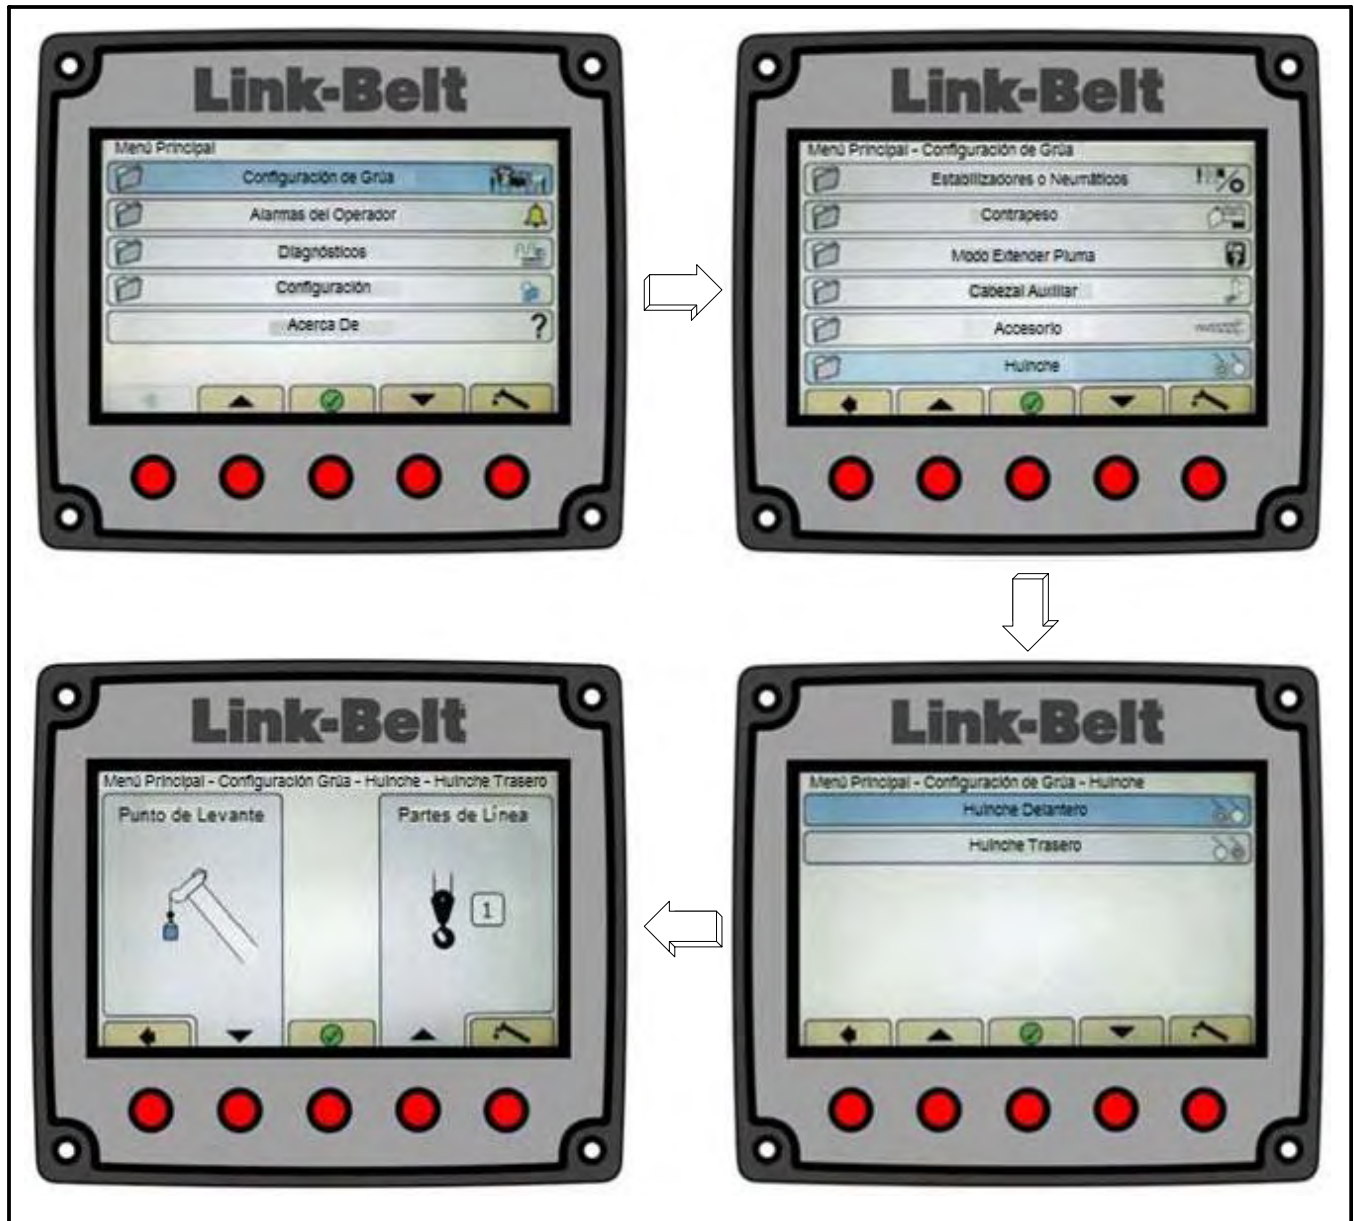 Link-Belt
Menú Principal
Configuración de Grúa
Alarmas del Operador
Diagnósticos
Configuración
Acerca De
?
Link-Belt
Menú Principal - Configuración de Grúa
Estabilizadores o Neumáticos
Contrapeso
Modo Extender Pluma
Cabezal Auxiliar
Accesorio
Huinche
Link-Belt
Menú Principal - Configuración de Grúa - Huinche
Huinche Delantero
Huinche Trasero
Link-Belt
Menú Principal - Configuración Grúa - Huinche - Huinche Trasero
Punto de Levante
Partes de Línea
1